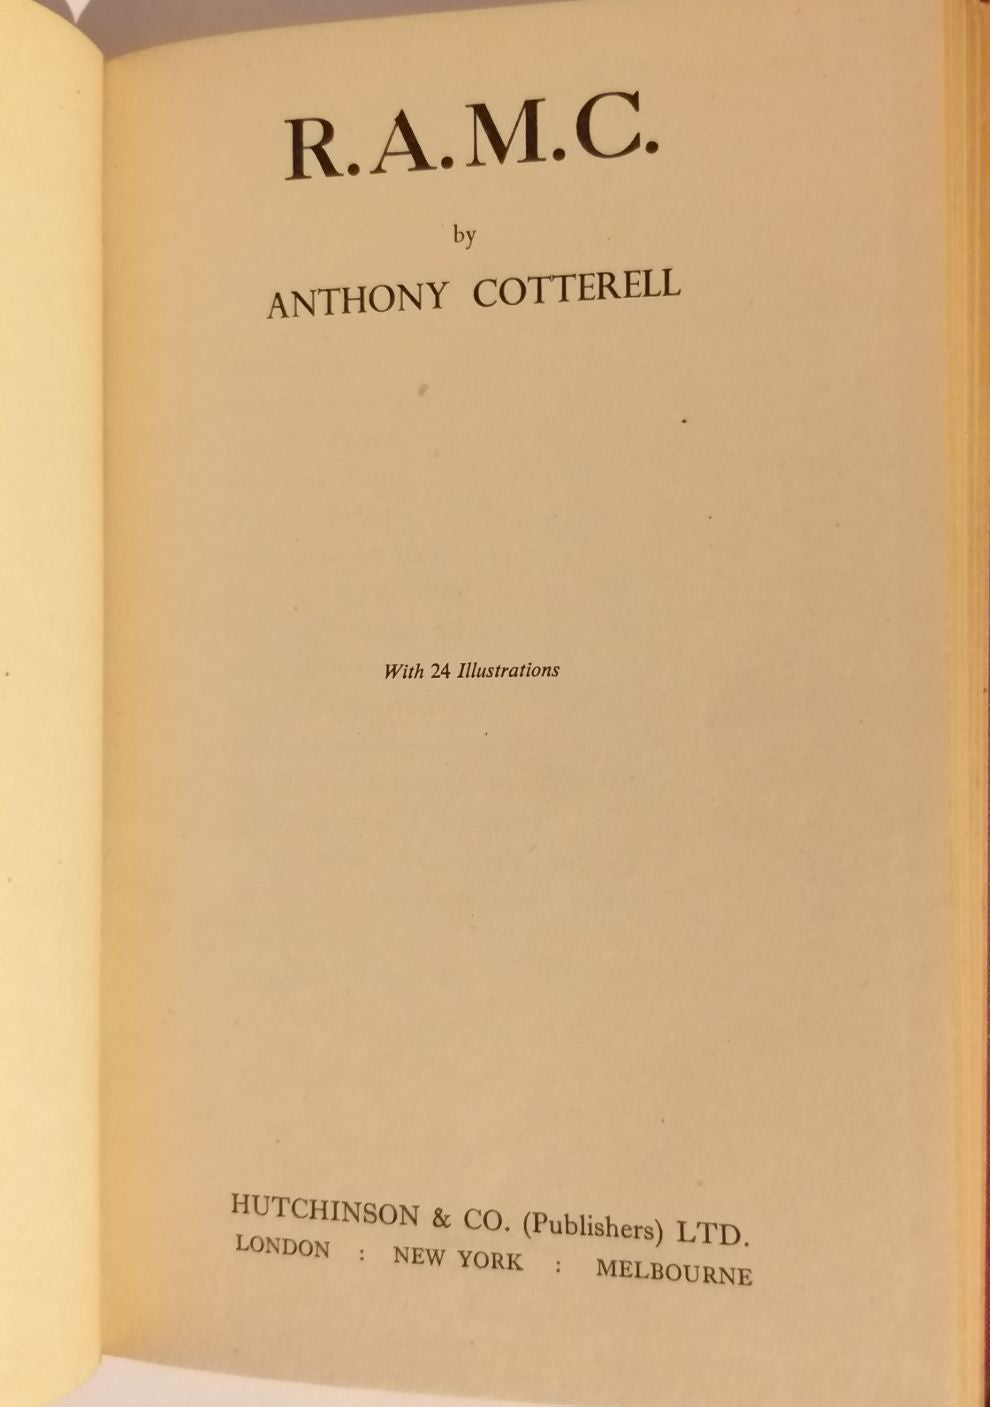 R.A.M.C.
by
ANTHONY COTTERELL
With 24 Illustrations
HUTCHINSON & CO. (Publishers) LTD.
LONDON : NEW YORK : MELBOURNE